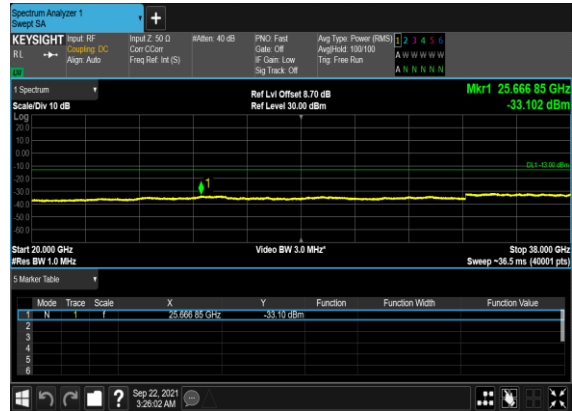 Spectrum Analyzer 1
Swept SA
KEYSIGHT Input: RF Input Z: 50 Ω #Atten: 40 dB PNO: Fast Avg Type: Power (RMS) 1 2 3 4 5 6
RL Coupling: DC Corr CCorr Gate: Off Avg|Hold: 100/100 A W W W W W
Align: Auto Freq Ref: Int (S) IF Gain: Low Trig: Free Run
Sig Track: Off A N N N N N
1 Spectrum Ref Lvl Offset 8.70 dB Mkr1 25.666 85 GHz
Scale/Div 10 dB Ref Level 30.00 dBm -33.102 dBm
Log
20.0
10.0
0.00
-10.0 DL1 -13.00 dBm
-20.0
1
-30.0
-40.0
-50.0
-60.0
Start 20.000 GHz Video BW 3.0 MHz* Stop 38.000 GHz
#Res BW 1.0 MHz Sweep ~36.5 ms (40001 pts)
5 Marker Table
Mode Trace Scale X Y Function Function Width Function Value
1 N 1 f 25.666 85 GHz -33.10 dBm
2
3
4
5
6
? Sep 22, 2021
3:26:02 AM